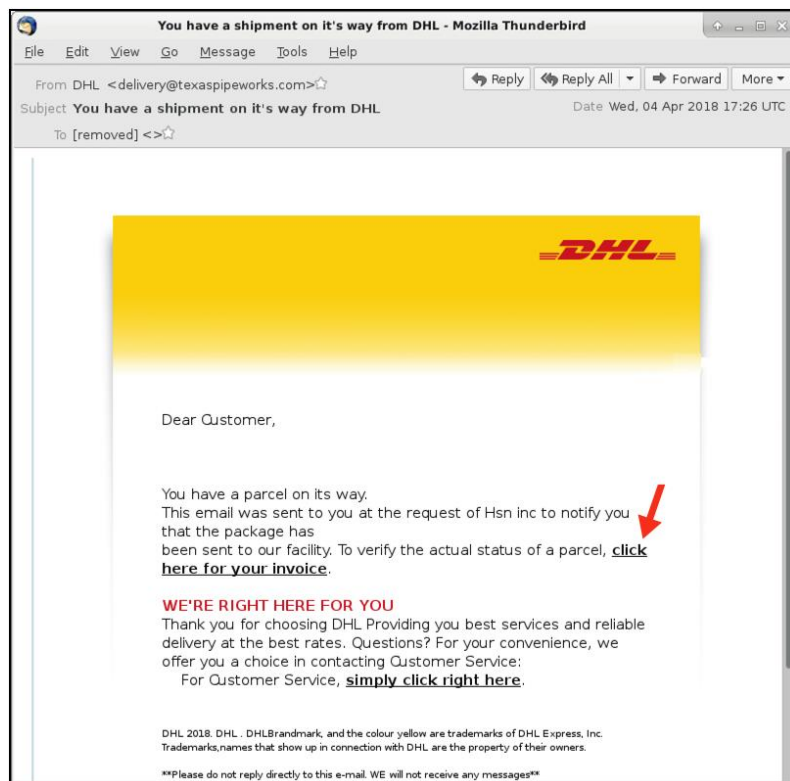 You have a shipment on it's way from DHL - Mozilla Thunderbird
File Edit View Go Message Tools Help
From DHL <delivery@texaspipeworks.com>
Reply Reply All Forward More
Subject You have a shipment on it's way from DHL
Date Wed, 04 Apr 2018 17:26 UTC
To [removed] <>
DHL
Dear Customer,
You have a parcel on its way.
This email was sent to you at the request of Hsn inc to notify you
that the package has
been sent to our facility. To verify the actual status of a parcel, click
here for your invoice.
WE'RE RIGHT HERE FOR YOU
Thank you for choosing DHL Providing you best services and reliable
delivery at the best rates. Questions? For your convenience, we
offer you a choice in contacting Customer Service:
For Customer Service, simply click right here.
DHL 2018. DHL . DHLBrandmark, and the colour yellow are trademarks of DHL Express, Inc.
Trademarks,names that show up in connection with DHL are the property of their owners.
**Please do not reply directly to this e-mail. WE will not receive any messages**